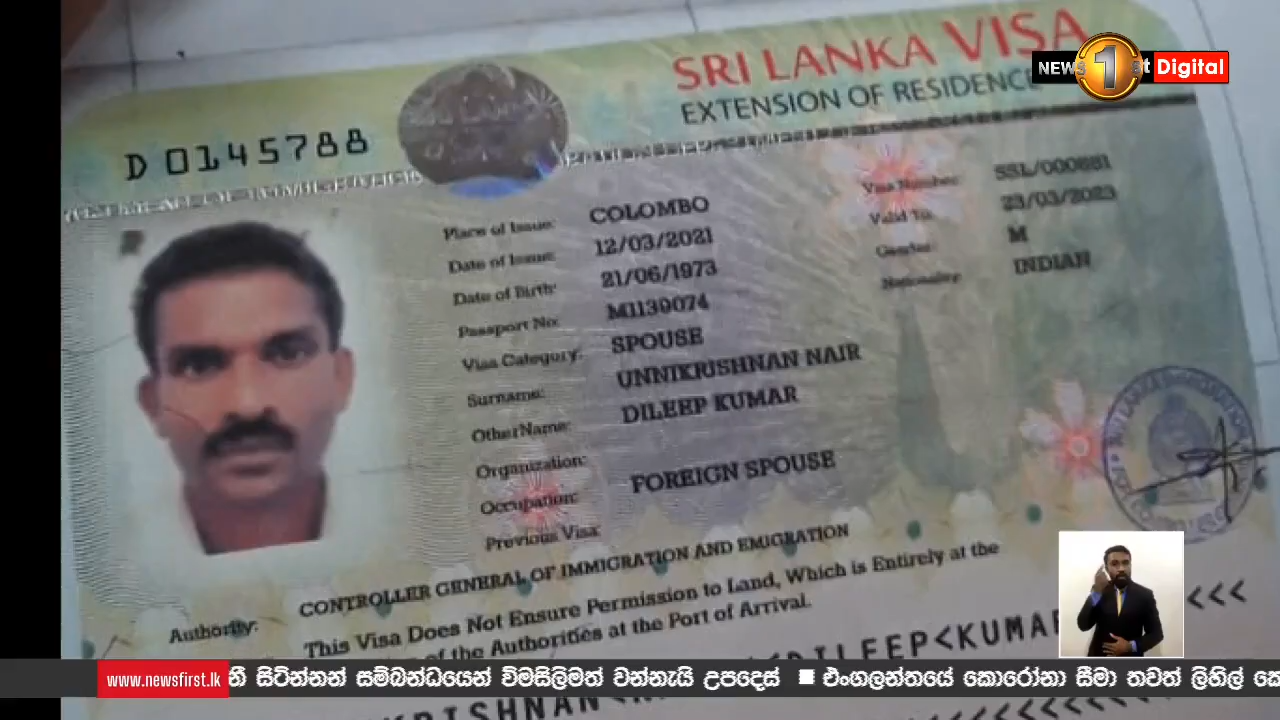 SRI LANKA VISA
EXTENSION OF RESIDENCE
NEWS 1st Digital
D 0145788
Place of Issue: COLOMBO
Date of Issue: 12/03/2021
Date of Birth: 21/06/1973
Passport No: M1139074
Visa Category: SPOUSE
Surname: UNNIKRISHNAN NAIR
OtherName: DILEEP KUMAR
Organization:
Occupation: FOREIGN SPOUSE
Previous Visa:
Visa Number: SSL/000881
Valid To: 23/03/2023
Gender: M
Nationality: INDIAN
Authority: CONTROLLER GENERAL OF IMMIGRATION AND EMIGRATION
This Visa Does Not Ensure Permission to Land, Which is Entirely at the
of the Authorities at the Port of Arrival.
DILEEP<KUMAR
<<<
www.newsfirst.lk
නී සිටින්නන් සම්බන්ධයෙන් විමසිලිමත් වන්නැයි උපදෙස් ■ එංගලන්තයේ කොරෝනා සීමා තවත් ලිහිල් කෙ
KRISHNAN<N
<<<<<<<<<